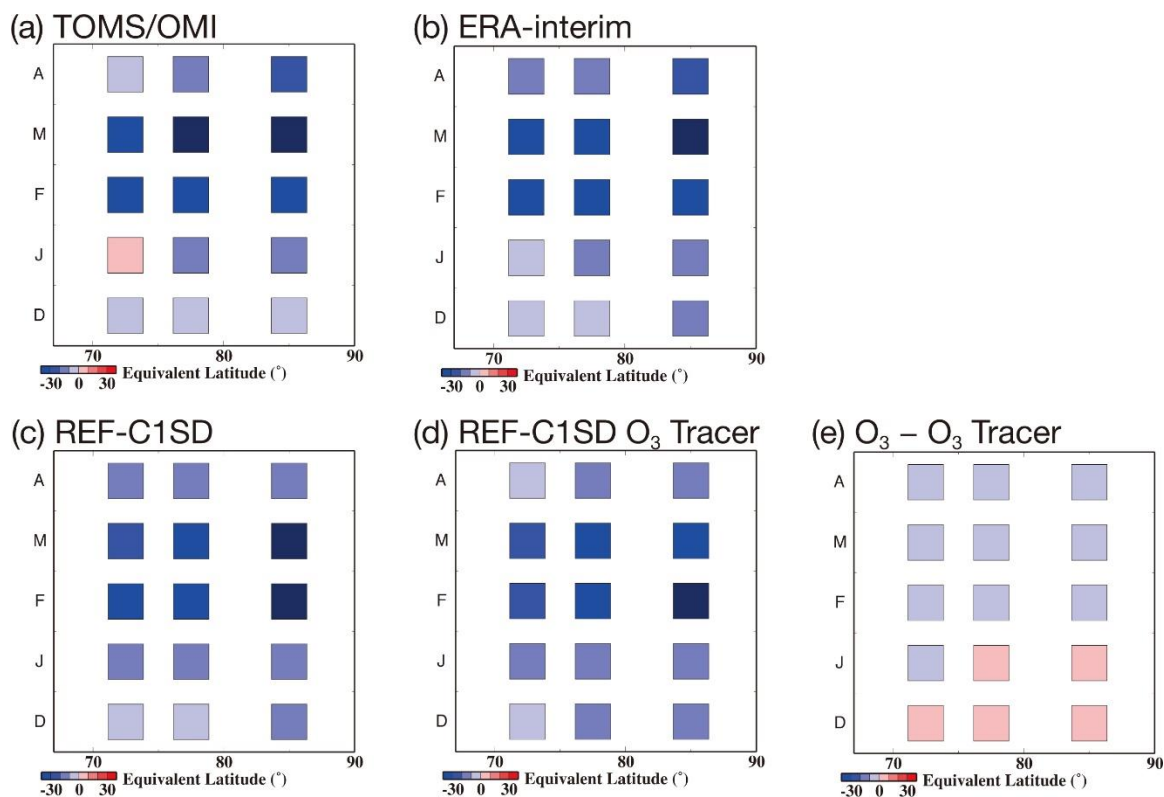 (a) TOMS/OMI
(b) ERA-interim
A
M
F
J
D
70 80 90
-30 0 30 Equivalent Latitude (°)
A
M
F
J
D
70 80 90
-30 0 30 Equivalent Latitude (°)
(c) REF-C1SD
(d) REF-C1SD O₃ Tracer
(e) O₃ – O₃ Tracer
A
M
F
J
D
70 80 90
-30 0 30 Equivalent Latitude (°)
A
M
F
J
D
70 80 90
-30 0 30 Equivalent Latitude (°)
A
M
F
J
D
70 80 90
-30 0 30 Equivalent Latitude (°)